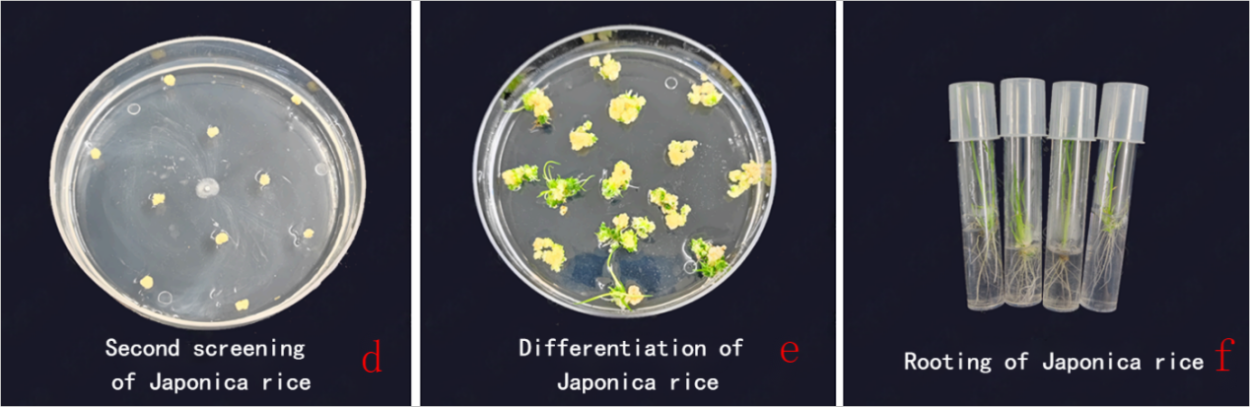 Second screening
of Japonica rice
d
Differentiation of
Japonica rice
e
Rooting of Japonica rice
f